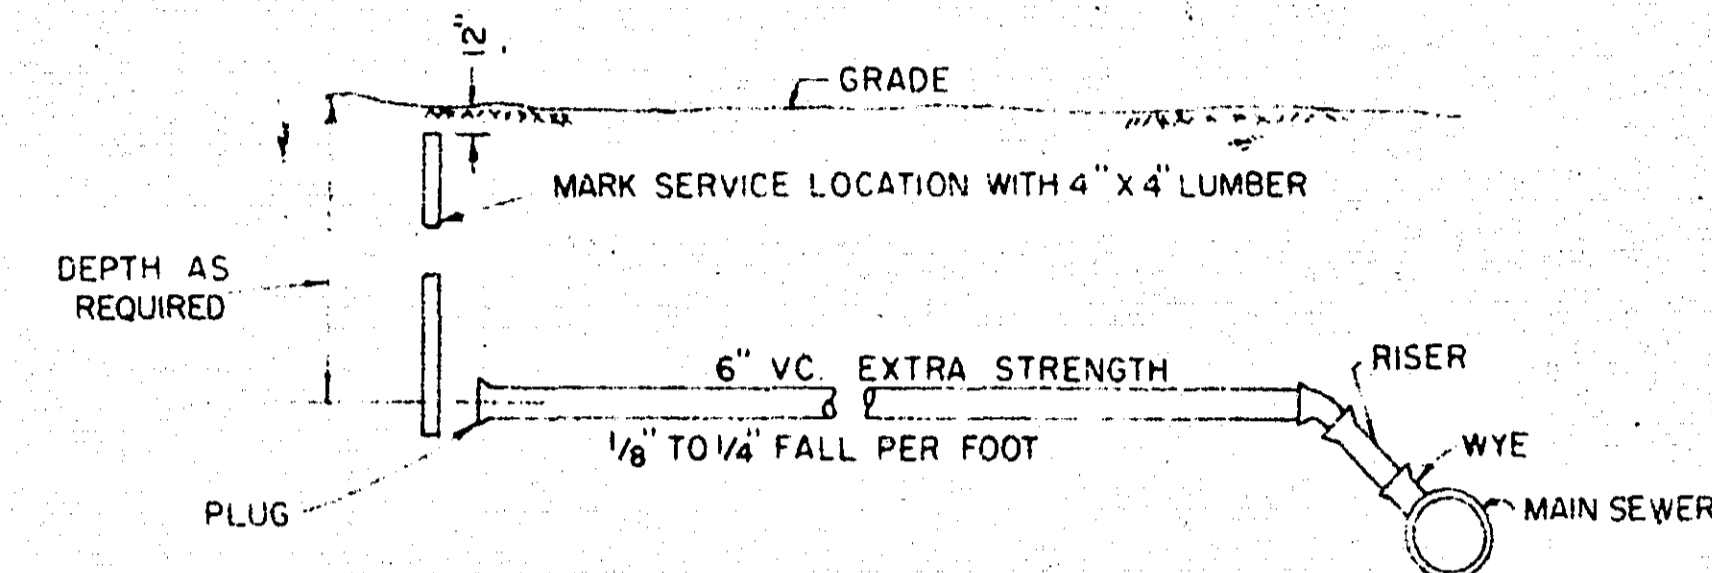 12"
GRADE
MARK SERVICE LOCATION WITH 4" X 4" LUMBER
DEPTH AS
REQUIRED
6" VC. EXTRA STRENGTH
RISER
1/8" TO 1/4" FALL PER FOOT
WYE
PLUG
MAIN SEWER